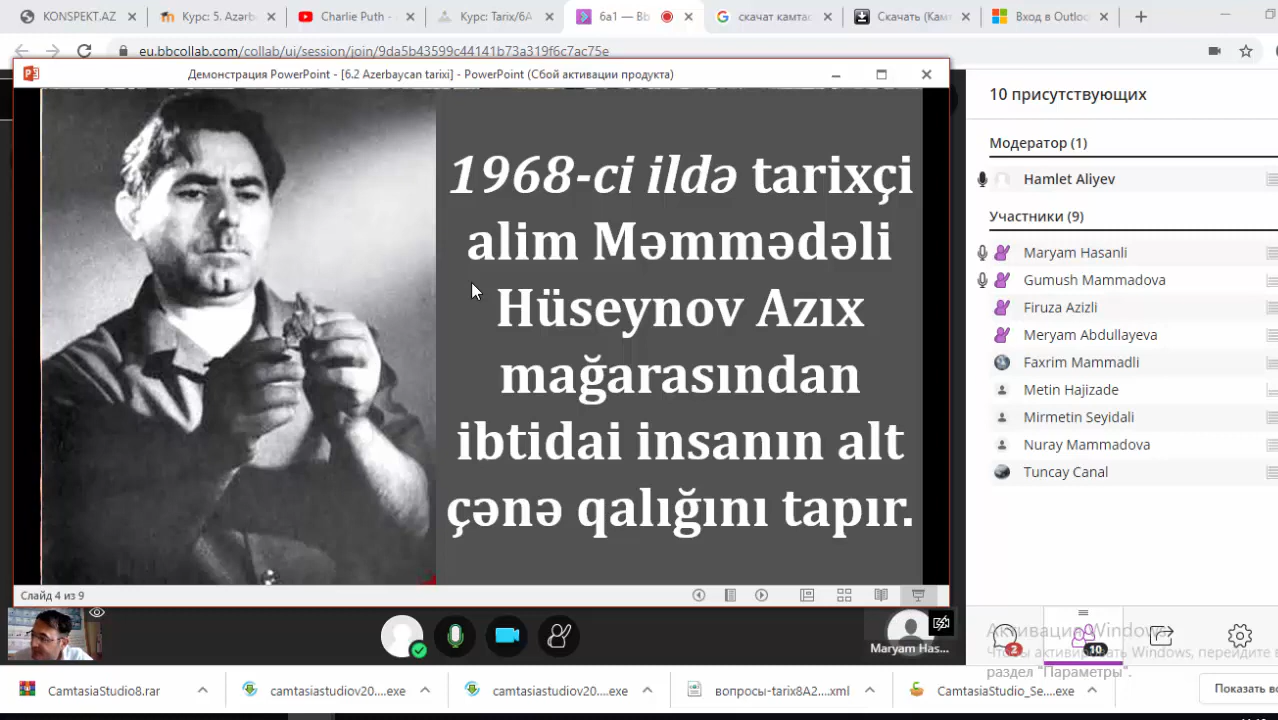 KONSPEKT.AZ
Курс: 5. Azərb
Charlie Puth -
Курс: Tarix/6A
6a1 — Bb
скачат камтас
Скачать (Кам
Вход в Outloc
eu.bbcollab.com/collab/ui/session/join/9da5b43599c44141b73a319f6c7ac75e
Демонстрация PowerPoint - [6.2 Azerbaycan tarixi] - PowerPoint (Сбой активации продукта)
1968-ci ildə tarixçi
alim Məmmədəli
Hüseynov Azıx
mağarasından
ibtidai insanın alt
çənə qalığını tapır.
Слайд 4 из 9
Maryam Has...
10 присутствующих
Модератор (1)
Hamlet Aliyev
Участники (9)
Maryam Hasanli
Gumush Mammadova
Firuza Azizli
Meryam Abdullayeva
Faxrim Mammadli
Metin Hajizade
Mirmetin Seyidali
Nuray Mammadova
Tuncay Canal
Активация Windows
Чтобы активировать Windows, перейдите в
раздел "Параметры".
2
10
CamtasiaStudio8.rar
camtasiastudiov20....exe
camtasiastudiov20....exe
вопросы-tarix8A2....xml
CamtasiaStudio_Se....exe
Показать вс